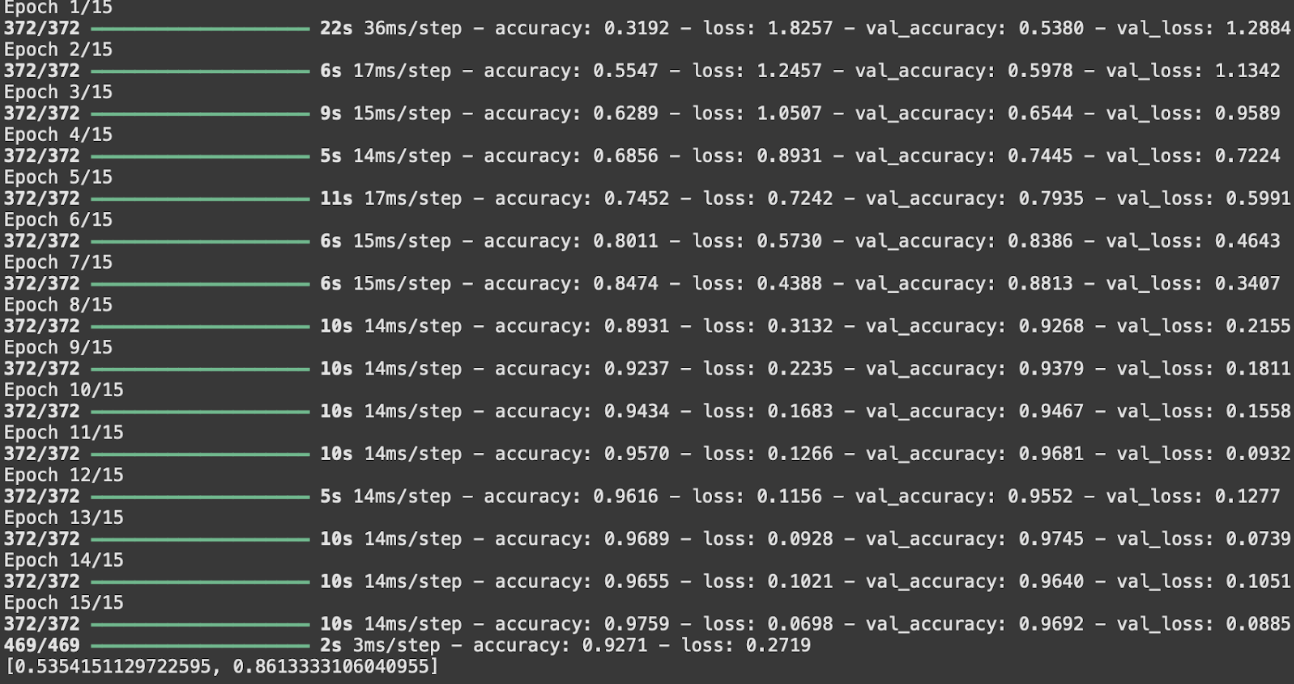 Epoch 1/15
372/372 ━━━━━━━━━━━━━━━━━━━━ 22s 36ms/step - accuracy: 0.3192 - loss: 1.8257 - val_accuracy: 0.5380 - val_loss: 1.2884
Epoch 2/15
372/372 ━━━━━━━━━━━━━━━━━━━━ 6s 17ms/step - accuracy: 0.5547 - loss: 1.2457 - val_accuracy: 0.5978 - val_loss: 1.1342
Epoch 3/15
372/372 ━━━━━━━━━━━━━━━━━━━━ 9s 15ms/step - accuracy: 0.6289 - loss: 1.0507 - val_accuracy: 0.6544 - val_loss: 0.9589
Epoch 4/15
372/372 ━━━━━━━━━━━━━━━━━━━━ 5s 14ms/step - accuracy: 0.6856 - loss: 0.8931 - val_accuracy: 0.7445 - val_loss: 0.7224
Epoch 5/15
372/372 ━━━━━━━━━━━━━━━━━━━━ 11s 17ms/step - accuracy: 0.7452 - loss: 0.7242 - val_accuracy: 0.7935 - val_loss: 0.5991
Epoch 6/15
372/372 ━━━━━━━━━━━━━━━━━━━━ 6s 15ms/step - accuracy: 0.8011 - loss: 0.5730 - val_accuracy: 0.8386 - val_loss: 0.4643
Epoch 7/15
372/372 ━━━━━━━━━━━━━━━━━━━━ 6s 15ms/step - accuracy: 0.8474 - loss: 0.4388 - val_accuracy: 0.8813 - val_loss: 0.3407
Epoch 8/15
372/372 ━━━━━━━━━━━━━━━━━━━━ 10s 14ms/step - accuracy: 0.8931 - loss: 0.3132 - val_accuracy: 0.9268 - val_loss: 0.2155
Epoch 9/15
372/372 ━━━━━━━━━━━━━━━━━━━━ 10s 14ms/step - accuracy: 0.9237 - loss: 0.2235 - val_accuracy: 0.9379 - val_loss: 0.1811
Epoch 10/15
372/372 ━━━━━━━━━━━━━━━━━━━━ 10s 14ms/step - accuracy: 0.9434 - loss: 0.1683 - val_accuracy: 0.9467 - val_loss: 0.1558
Epoch 11/15
372/372 ━━━━━━━━━━━━━━━━━━━━ 10s 14ms/step - accuracy: 0.9570 - loss: 0.1266 - val_accuracy: 0.9681 - val_loss: 0.0932
Epoch 12/15
372/372 ━━━━━━━━━━━━━━━━━━━━ 5s 14ms/step - accuracy: 0.9616 - loss: 0.1156 - val_accuracy: 0.9552 - val_loss: 0.1277
Epoch 13/15
372/372 ━━━━━━━━━━━━━━━━━━━━ 10s 14ms/step - accuracy: 0.9689 - loss: 0.0928 - val_accuracy: 0.9745 - val_loss: 0.0739
Epoch 14/15
372/372 ━━━━━━━━━━━━━━━━━━━━ 10s 14ms/step - accuracy: 0.9655 - loss: 0.1021 - val_accuracy: 0.9640 - val_loss: 0.1051
Epoch 15/15
372/372 ━━━━━━━━━━━━━━━━━━━━ 10s 14ms/step - accuracy: 0.9759 - loss: 0.0698 - val_accuracy: 0.9692 - val_loss: 0.0885
469/469 ━━━━━━━━━━━━━━━━━━━━ 2s 3ms/step - accuracy: 0.9271 - loss: 0.2719
[0.5354151129722595, 0.8613333106040955]